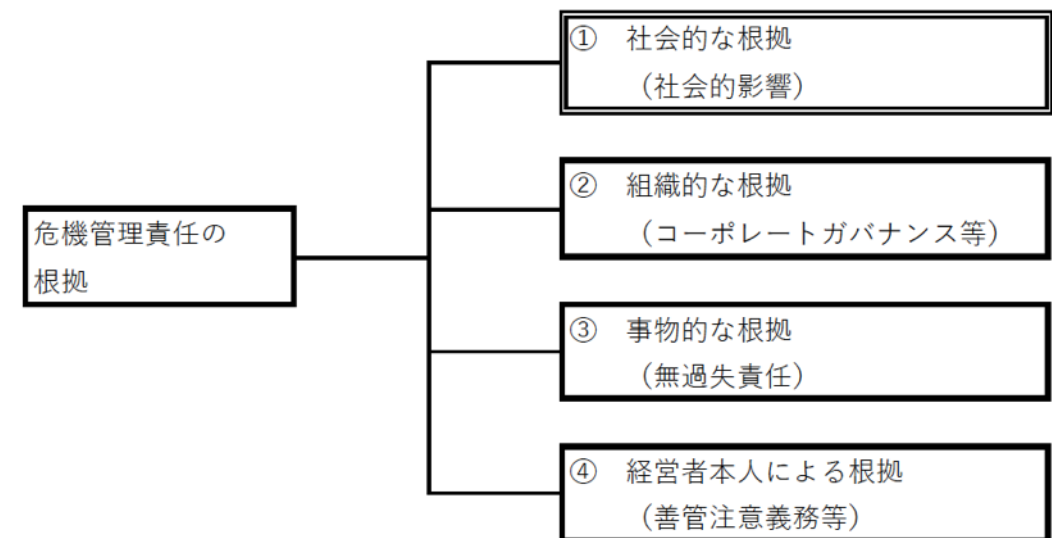 ① 社会的な根拠
（社会的影響）
② 組織的な根拠
（コーポレートガバナンス等）
危機管理責任の
根拠
③ 事物的な根拠
（無過失責任）
④ 経営者本人による根拠
（善管注意義務等）